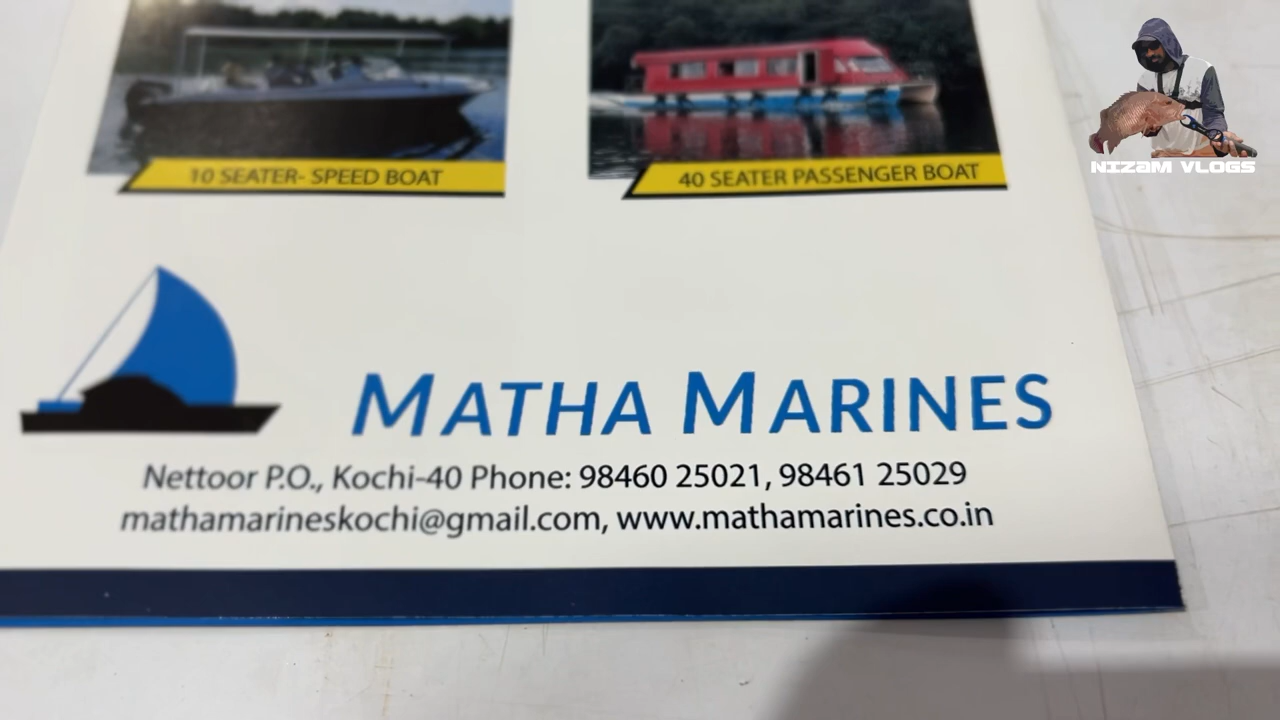 10 SEATER- SPEED BOAT
40 SEATER PASSENGER BOAT
NIZAM VLOGS
MATHA MARINES
Nettoor P.O., Kochi-40 Phone: 98460 25021, 98461 25029
mathamarineskochi@gmail.com, www.mathamarines.co.in